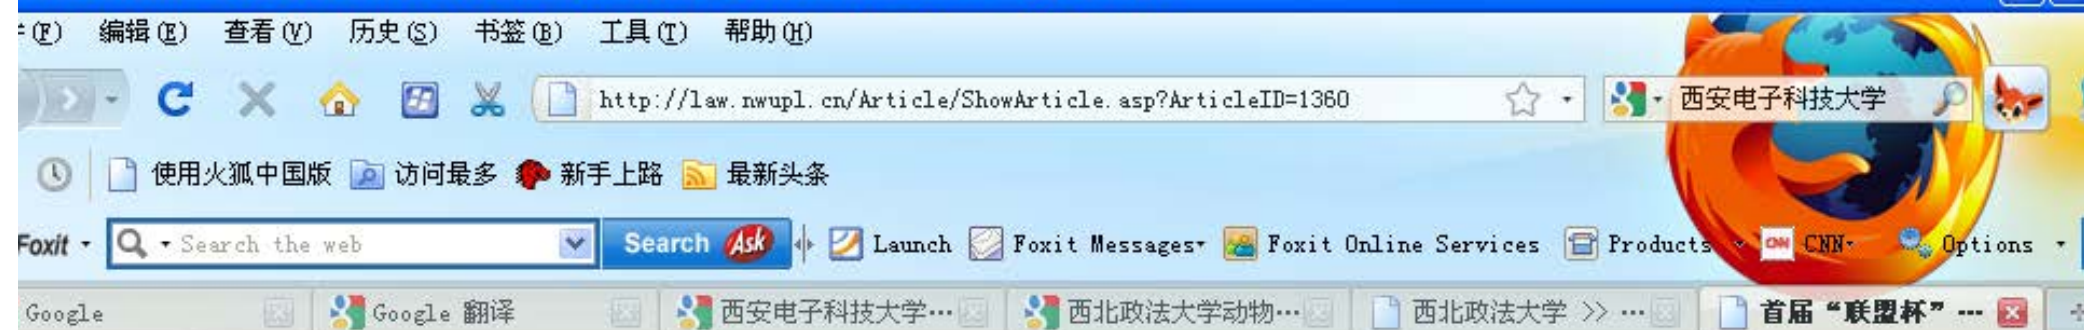 (F) 编辑(E) 查看(V) 历史(S) 书签(B) 工具(T) 帮助(H)
http://law.nwupl.cn/Article/ShowArticle.asp?ArticleID=1360 西安电子科技大学
使用火狐中国版 访问最多 新手上路 最新头条
Foxit Search the web Search Ask Launch Foxit Messages Foxit Online Services Products CNN CNN Options
Google Google 翻译 西安电子科技大学… 西北政法大学动物… 西北政法大学 >> … 首届“联盟杯” …